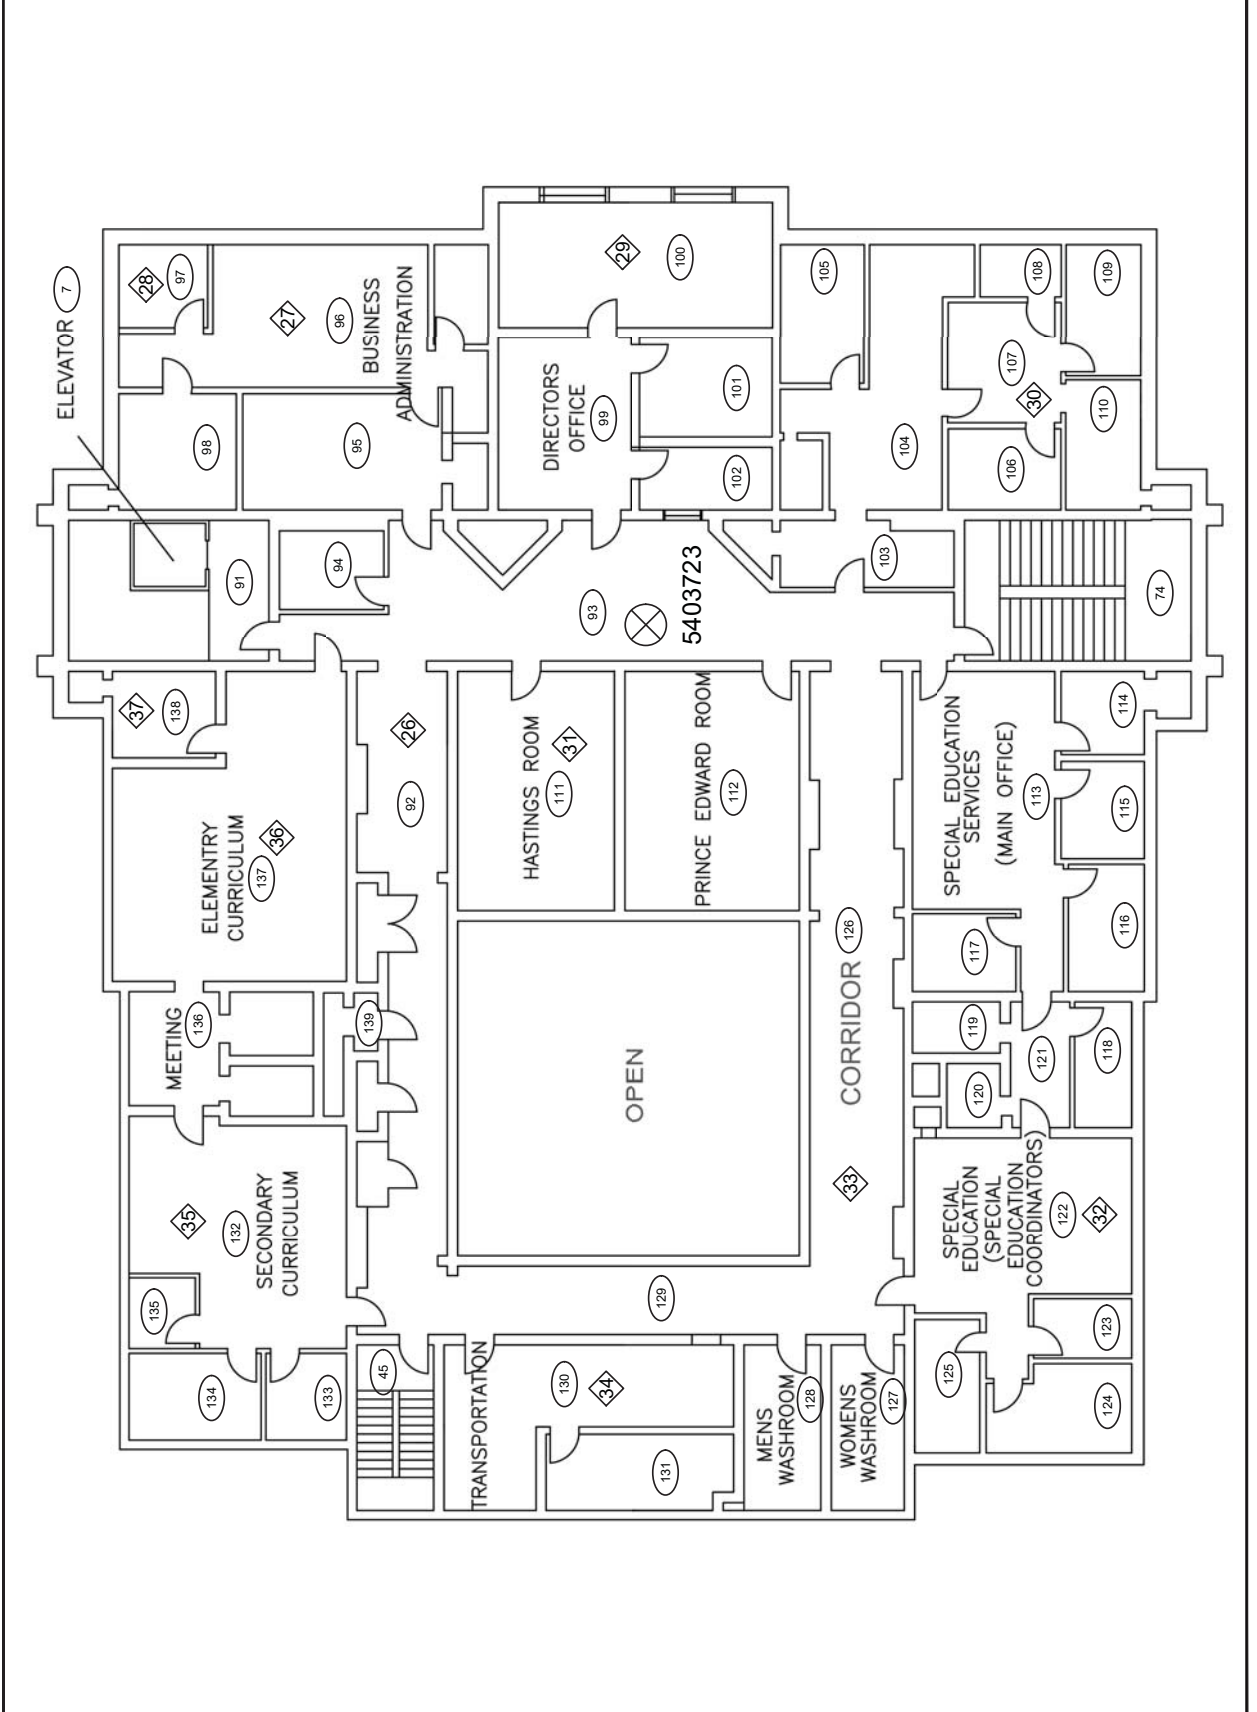 ELEVATOR 7
28
97
27
96
BUSINESS
ADMINISTRATION
98
95
29
100
DIRECTORS
OFFICE
99
101
102
105
104
108
109
107
30
106
110
91
94
93
5403723
103
74
37
138
26
92
HASTINGS ROOM
31
111
PRINCE EDWARD ROOM
112
SPECIAL EDUCATION
SERVICES
(MAIN OFFICE)
113
114
115
116
117
ELEMENTRY
CURRICULUM
36
137
MEETING
136
139
OPEN
CORRIDOR 126
33
119
120
121
118
35
132
SECONDARY
CURRICULUM
135
134
133
45
129
SPECIAL
EDUCATION
(SPECIAL
EDUCATION
COORDINATORS)
122
32
123
124
125
TRANSPORTATION
130
34
131
MENS
WASHROOM
128
WOMENS
WASHROOM
127